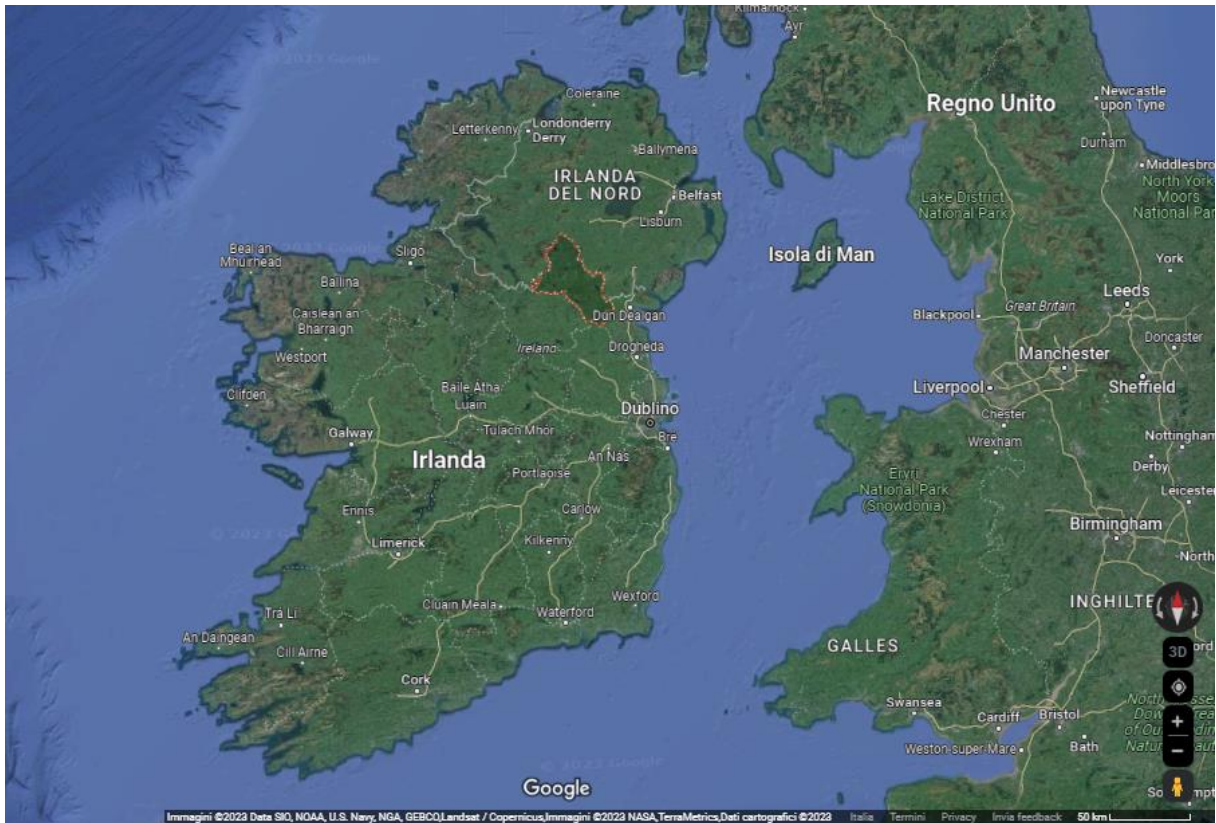 Kilmarnock
Ayr
© 2023 Google
Coleraine
Londonderry
Derry
Letterkenny
Ballymena
Regno Unito
Newcastle
upon Tyne
Durham
Middlesbro
North York
Moors
National Par
IRLANDA
DEL NORD
Belfast
Lisburn
Lake District
National Park
Béal an
Mhuirhead
Sligo
Isola di Man
York
Ballina
Caisleán an
Bharraigh
Westport
Great Britain
Leeds
Blackpool
Dún Dealgan
Doncaster
Ireland
Drogheda
Manchester
Clifden
Baile Átha
Luain
Liverpool
Sheffield
Dublino
Chester
Tulach Mhór
Bré
Wrexham
Nottingham
Galway
An Nás
Irlanda
Portlaoise
Derby
Eryri
National Park
(Snowdonia)
Leicester
Ennis
Carlow
Birmingham
Limerick
Kilkenny
North
Wexford
Cluain Meala
Waterford
INGHILTE
Trá Lí
An Daingean
Cill Airne
GALLES
3D
ord
Cork
Swansea
Cardiff
Bristol
Weston-super-Mare
Bath
Google
Immagini ©2023 Data SIO, NOAA, U.S. Navy, NGA, GEBCO,Landsat / Copernicus,Immagini ©2023 NASA,TerraMetrics,Dati cartografici ©2023 Italia Termini Privacy Invia feedback 50 km